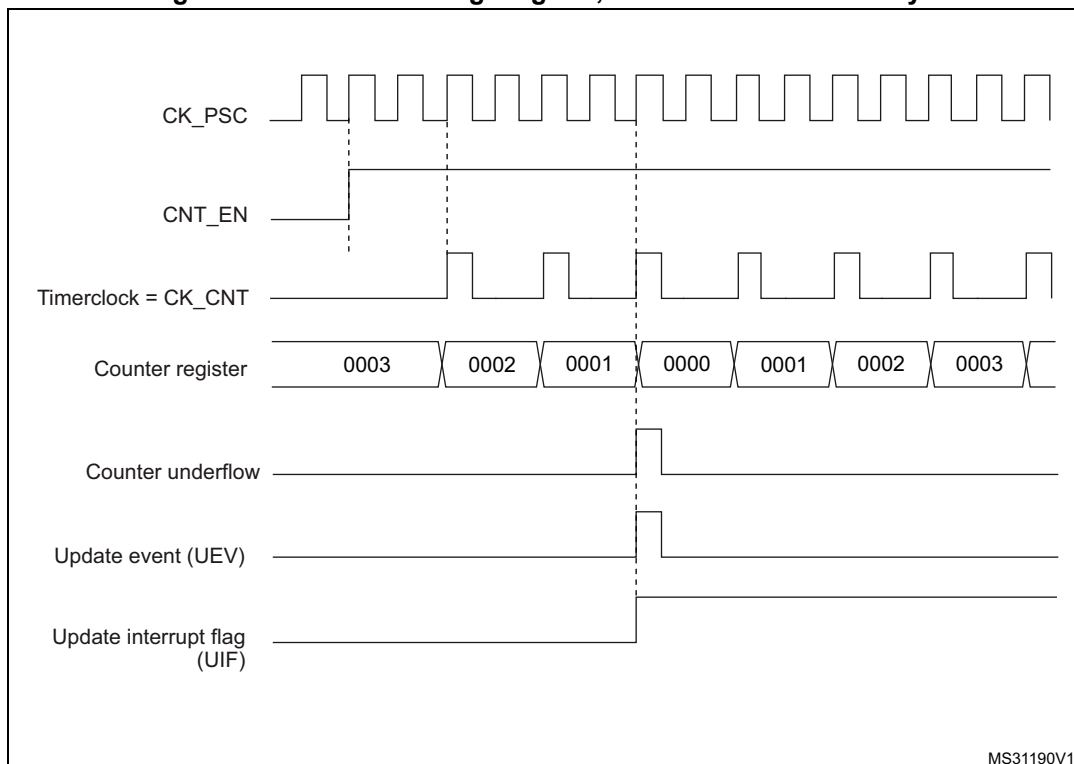 CK_PSC
CNT_EN
Timerclock = CK_CNT
Counter register
0003
0002
0001
0000
0001
0002
0003
Counter underflow
Update event (UEV)
Update interrupt flag
(UIF)
MS31190V1